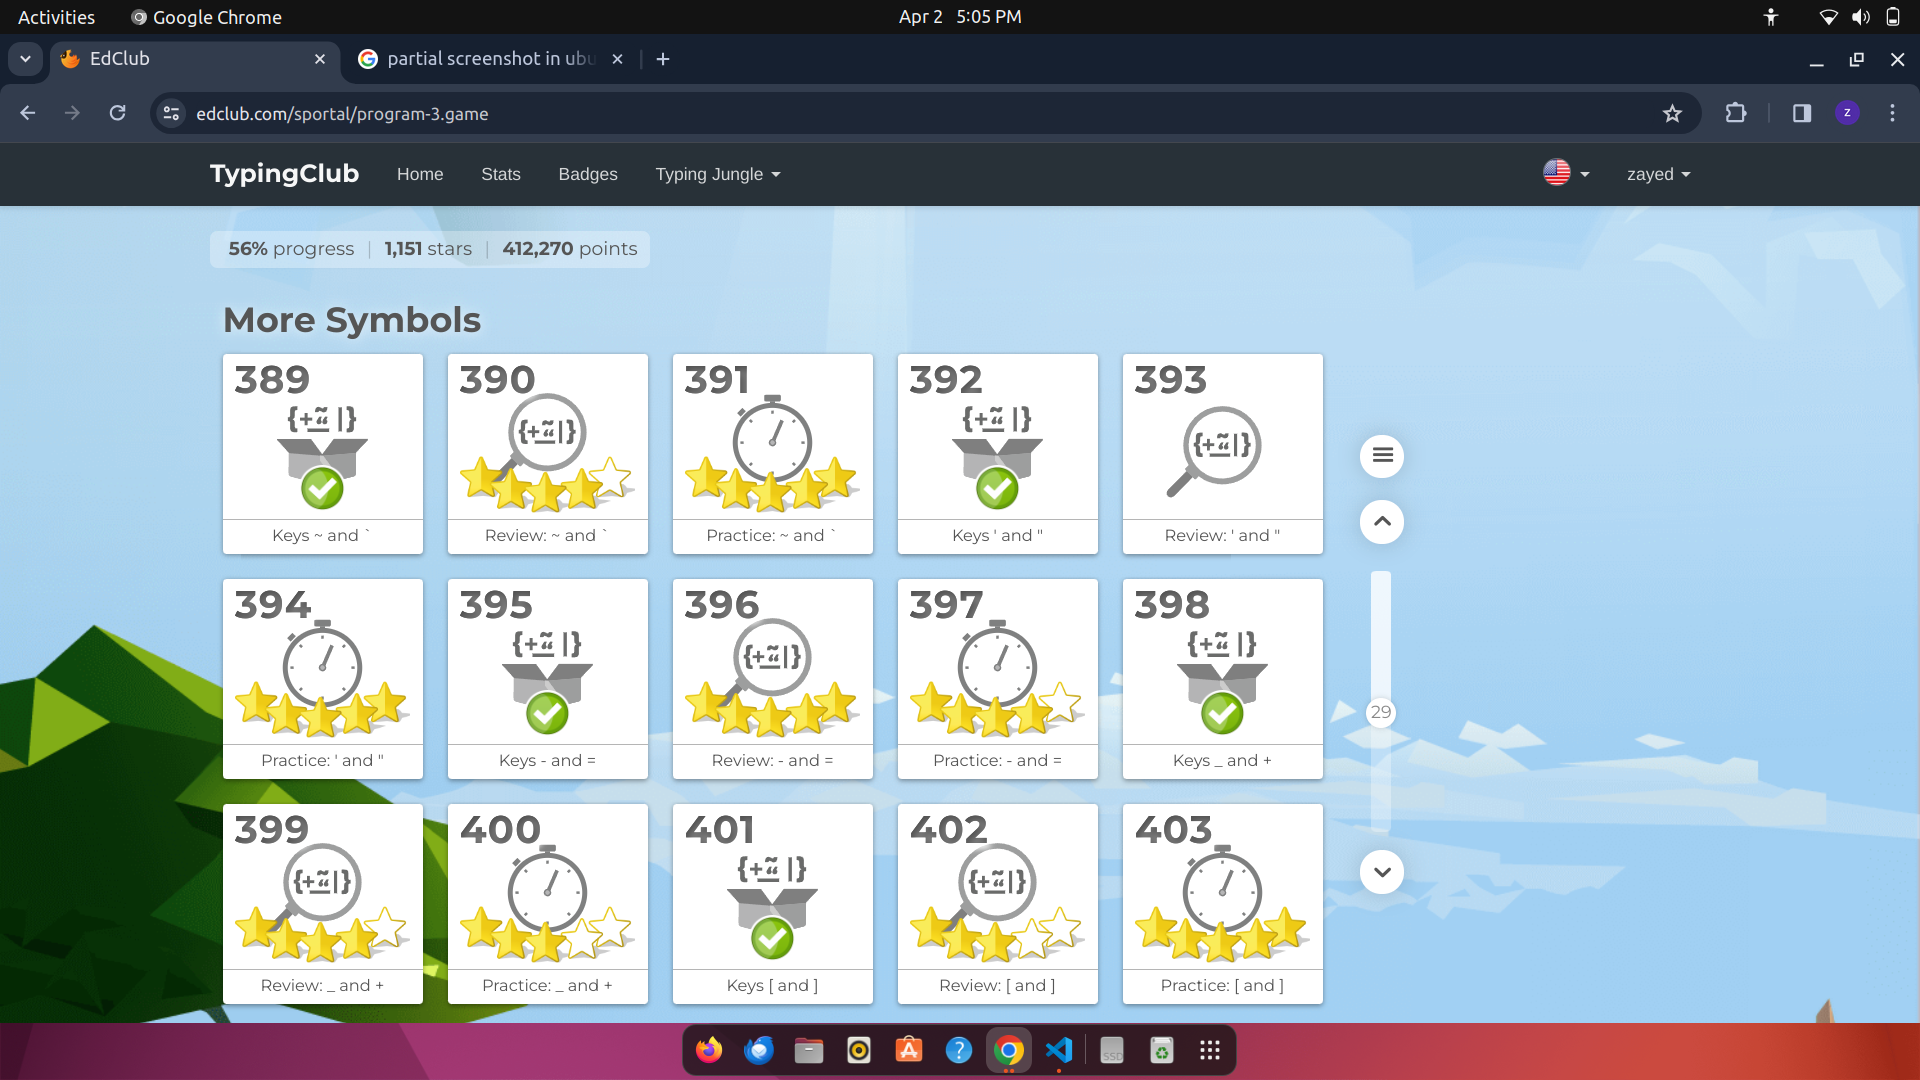 Activities Google Chrome Apr 2 5:05 PM
EdClub partial screenshot in ubu
edclub.com/sportal/program-3.game z
TypingClub Home Stats Badges Typing Jungle zayed
56% progress | 1,151 stars | 412,270 points
More Symbols
389 390 391 392 393
{+~_“|} {+~_“|} {+~_“|} {+~_“|}
Keys ~ and ` Review: ~ and ` Practice: ~ and ` Keys ' and " Review: ' and "
394 395 396 397 398
{+~_“|} {+~_“|} {+~_“|}
Practice: ' and " Keys - and = Review: - and = Practice: - and = Keys _ and +
29
399 400 401 402 403
{+~_“|} {+~_“|} {+~_“|}
Review: _ and + Practice: _ and + Keys [ and ] Review: [ and ] Practice: [ and ]
? SSD